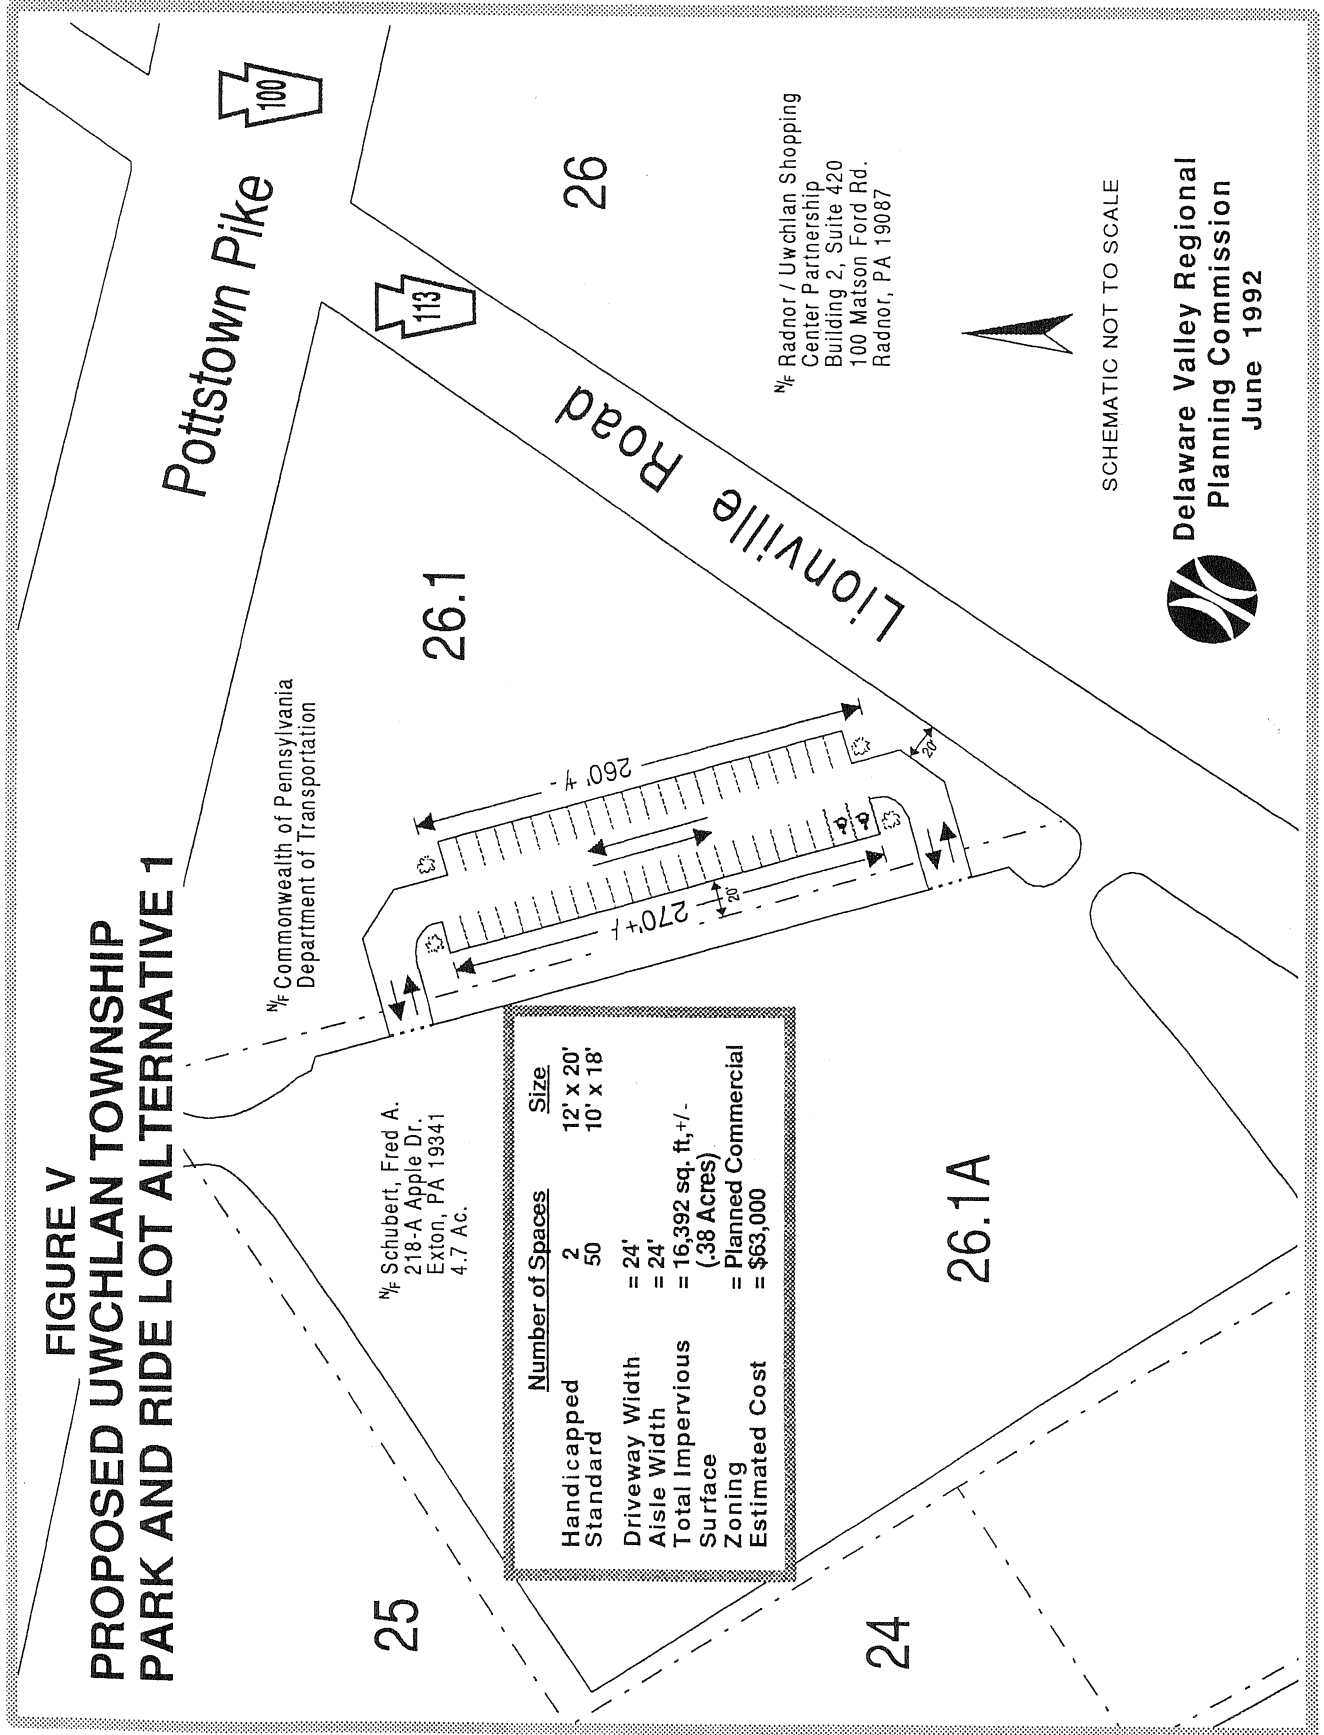 FIGURE V
PROPOSED UWCHLAN TOWNSHIP
PARK AND RIDE LOT ALTERNATIVE 1
Pottstown Pike
100
113
Lionville Road
N/F Commonwealth of Pennsylvania
Department of Transportation
26.1
26
N/F Schubert, Fred A.
218-A Apple Dr.
Exton, PA 19341
4.7 Ac.
25
260' +/-
270'+/-
20'
20'
Number of Spaces Size
Handicapped 2 12' x 20'
Standard 50 10' x 18'
Driveway Width = 24'
Aisle Width = 24'
Total Impervious = 16,392 sq. ft,+/-
Surface (.38 Acres)
Zoning = Planned Commercial
Estimated Cost = $63,000
N/F Radnor / Uwchlan Shopping
Center Partnership
Building 2, Suite 420
100 Matson Ford Rd.
Radnor, PA 19087
24
26.1A
SCHEMATIC NOT TO SCALE
Delaware Valley Regional
Planning Commission
June 1992